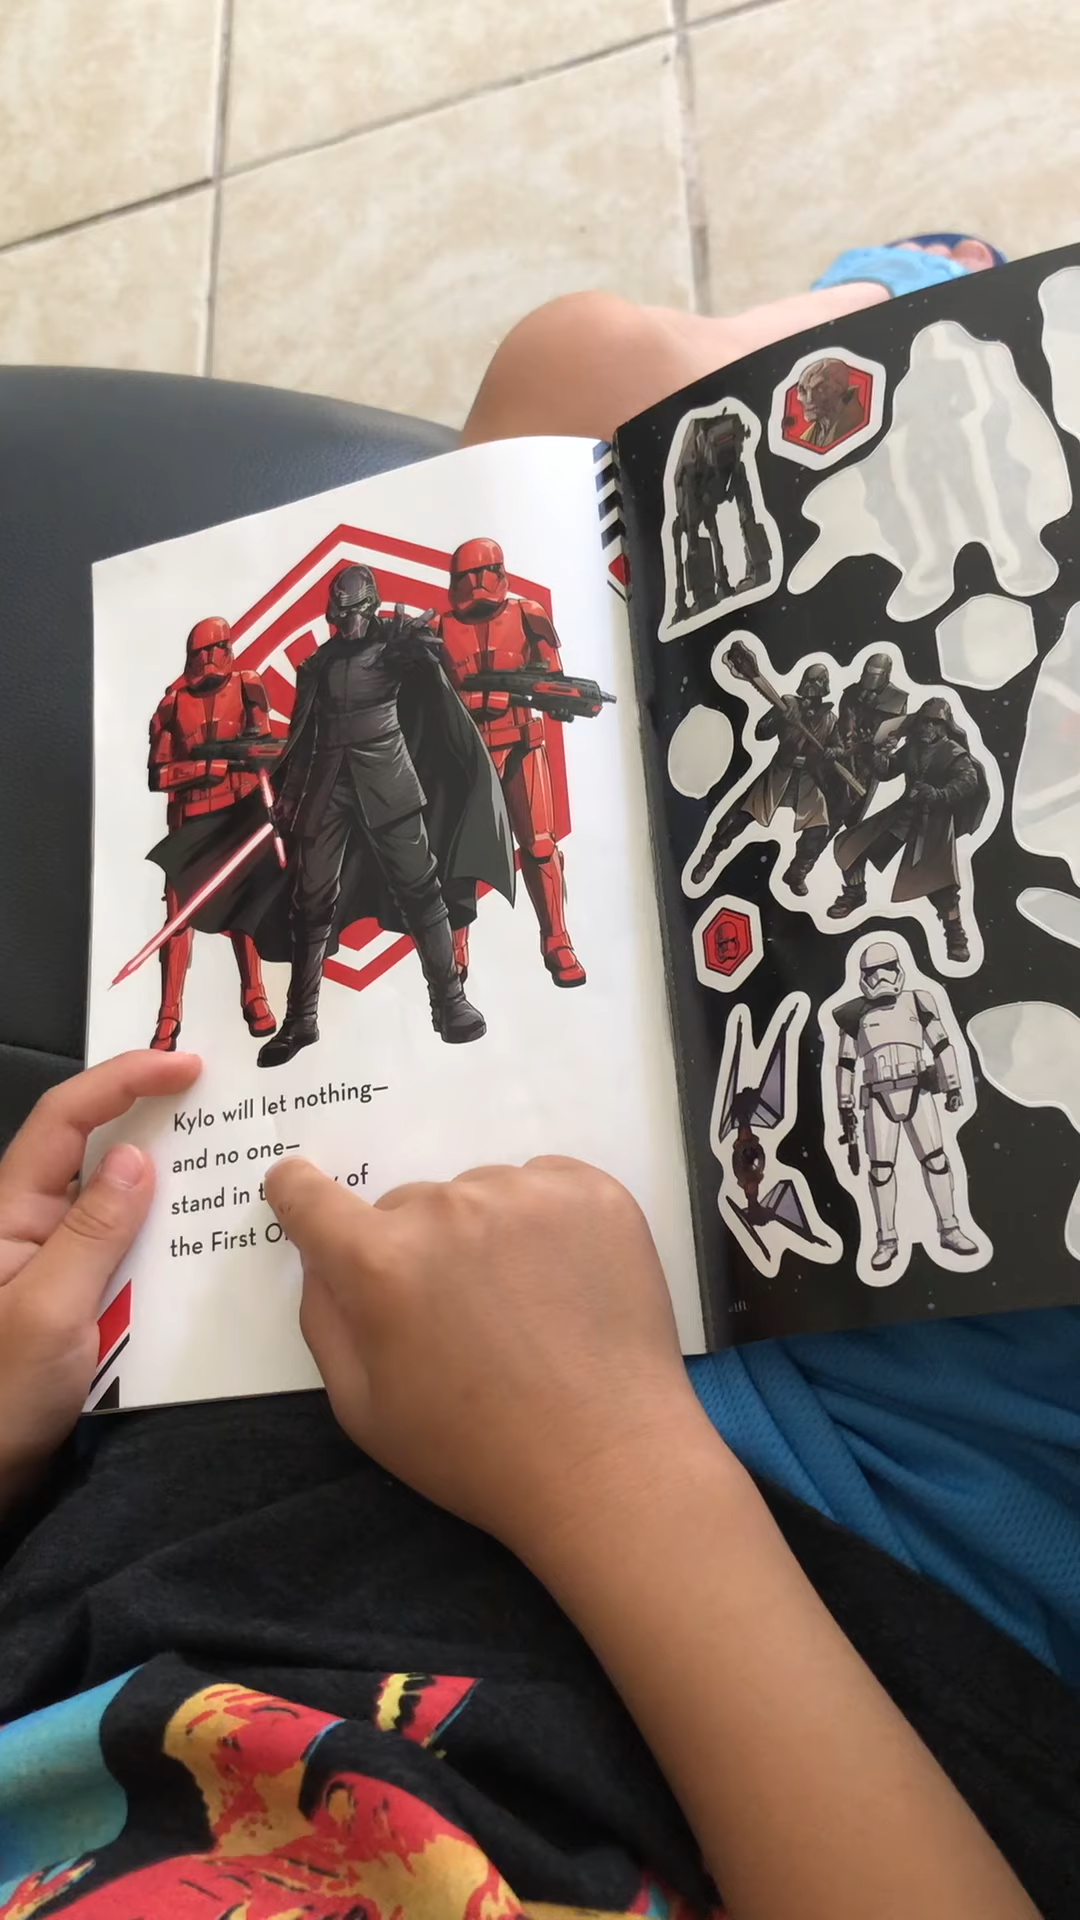 Kylo will let nothing—
and no one—
stand in of
the First